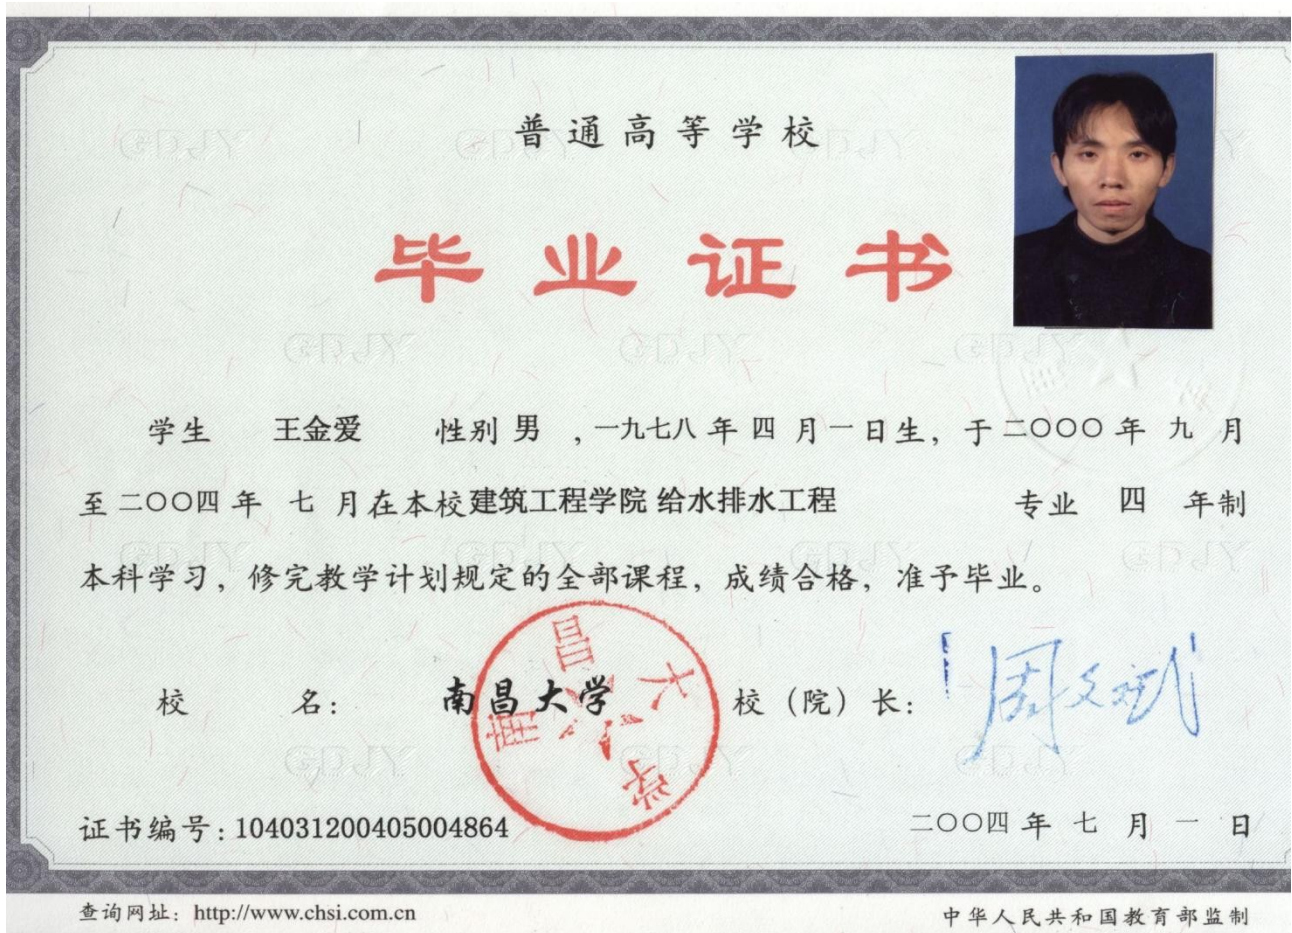 普通高等学校
毕业证书
学生 王金爱 性别 男 ,一九七八 年 四 月一日生，于二〇〇〇 年 九 月
至二〇〇四 年 七 月在本校建筑工程学院 给水排水工程 专业 四 年制
本科学习，修完教学计划规定的全部课程，成绩合格，准予毕业。
校 名： 南昌大学 校（院）长：周文斌
南昌大学
证书编号：104031200405004864 二〇〇四 年 七 月 一 日
查询网址：http://www.chsi.com.cn 中华人民共和国教育部监制